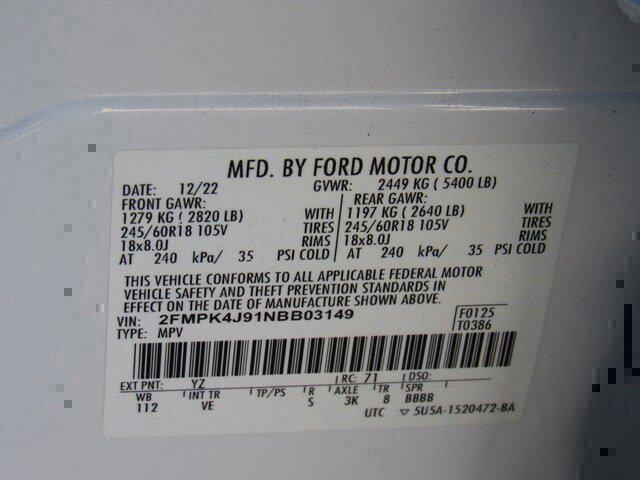 MFD. BY FORD MOTOR CO.
DATE: 12/22 GVWR: 2449 KG ( 5400 LB)
FRONT GAWR: REAR GAWR:
1279 KG ( 2820 LB) WITH 1197 KG ( 2640 LB) WITH
245/60R18 105V TIRES 245/60R18 105V TIRES
18x8.0J RIMS 18x8.0J RIMS
AT 240 kPa/ 35 PSI COLD AT 240 kPa/ 35 PSI COLD
THIS VEHICLE CONFORMS TO ALL APPLICABLE FEDERAL MOTOR
VEHICLE SAFETY AND THEFT PREVENTION STANDARDS IN
EFFECT ON THE DATE OF MANUFACTURE SHOWN ABOVE.
VIN: 2FMPK4J91NBB03149 F0125
TYPE: MPV T0386
EXT PNT: YZ RC: 71 DSO:
WB INT TR TP/PS R AXLE TR SPR
112 VE S 3K 8 BBBB
UTC ▽ 5U5A-1520472-BA